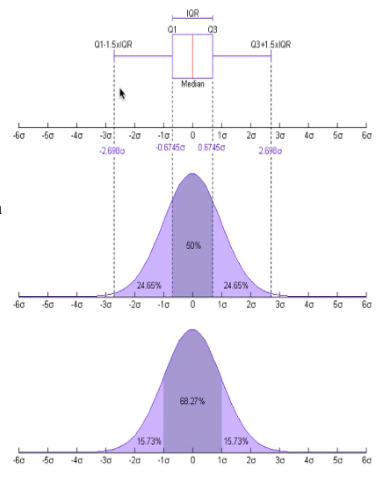 IQR
Q1 Q3
Q1-1.5xIQR Q3+1.5xIQR
Median
-6σ -5σ -4σ -3σ -2σ -1σ 0 1σ 2σ 3σ 4σ 5σ 6σ
-2.698σ -0.6745σ 0.6745σ 2.698σ
50%
24.65% 24.65%
-6σ -5σ -4σ -3σ -2σ -1σ 0 1σ 2σ 3σ 4σ 5σ 6σ
68.27%
15.73% 15.73%
-6σ -5σ -4σ -3σ -2σ -1σ 0 1σ 2σ 3σ 4σ 5σ 6σ